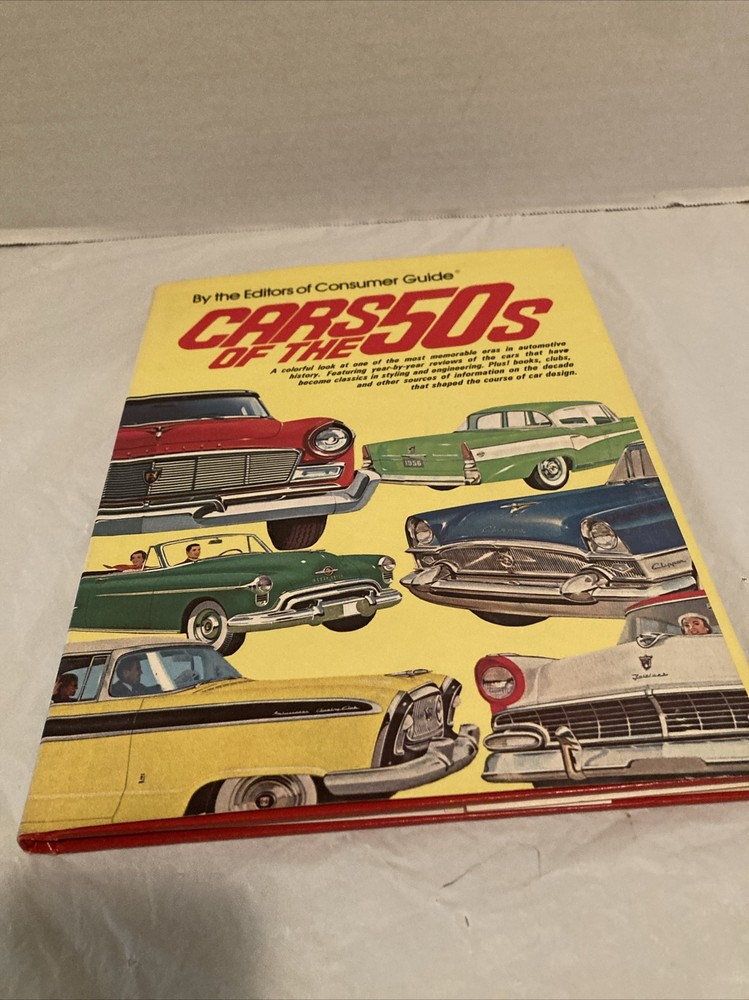 By the Editors of Consumer Guide®
CARS 50s
OF THE
A colorful look at one of the most memorable eras in automotive
history. Featuring year-by-year reviews of the cars that have
become classics in styling and engineering. Plus! books, clubs,
and other sources of information on the decade
that shaped the course of car design.
1956
Clipper